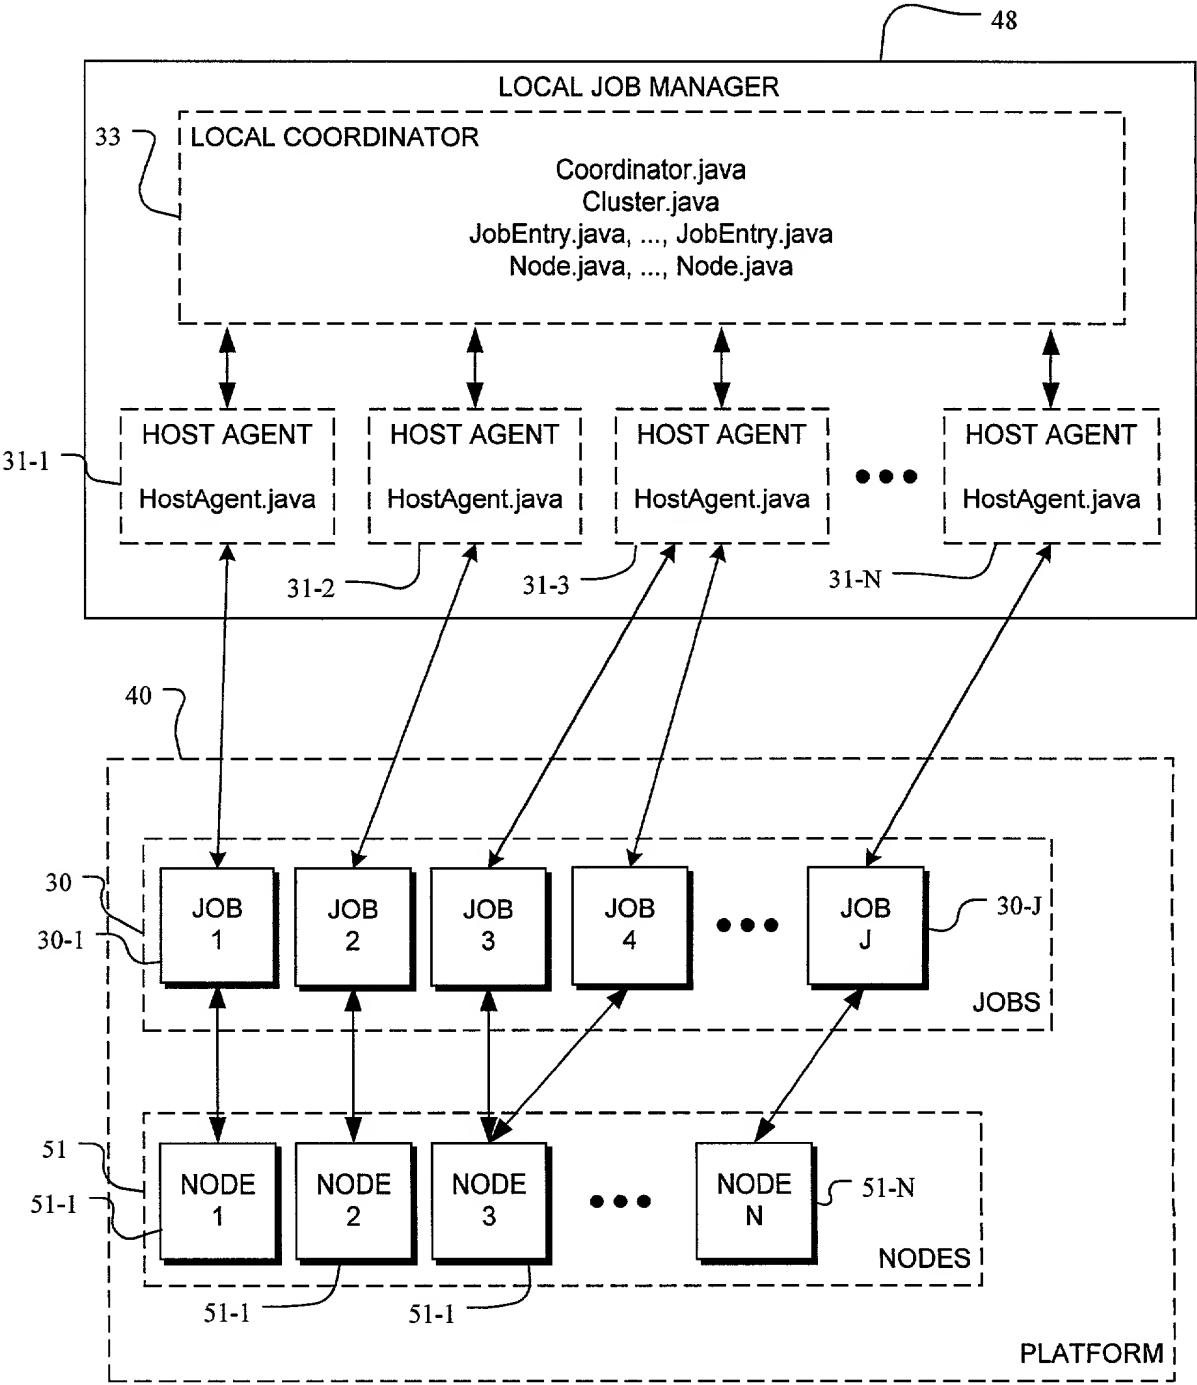 48
LOCAL JOB MANAGER
33
LOCAL COORDINATOR
Coordinator.java
Cluster.java
JobEntry.java, ..., JobEntry.java
Node.java, ..., Node.java
HOST AGENT
HostAgent.java
31-1
HOST AGENT
HostAgent.java
31-2
HOST AGENT
HostAgent.java
31-3
HOST AGENT
HostAgent.java
31-N
40
30
30-1
JOB
1
JOB
2
JOB
3
JOB
4
JOB
J
30-J
JOBS
51
51-1
NODE
1
NODE
2
NODE
3
NODE
N
51-N
NODES
51-1
51-1
PLATFORM